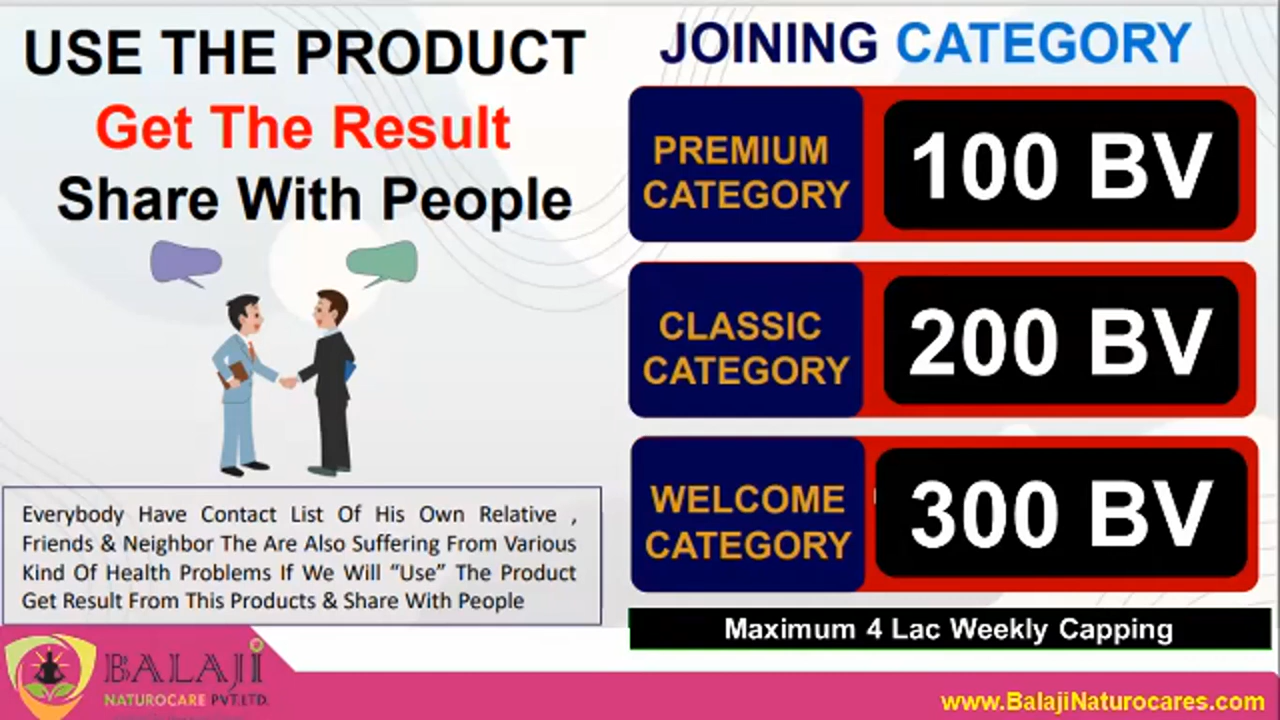 USE THE PRODUCT
Get The Result
Share With People
Everybody Have Contact List Of His Own Relative ,
Friends & Neighbor The Are Also Suffering From Various
Kind Of Health Problems If We Will “Use” The Product
Get Result From This Products & Share With People
JOINING CATEGORY
PREMIUM
CATEGORY
100 BV
CLASSIC
CATEGORY
200 BV
WELCOME
CATEGORY
300 BV
Maximum 4 Lac Weekly Capping
BALAJI
NATUROCARE PVT.LTD.
www.BalajiNaturocares.com